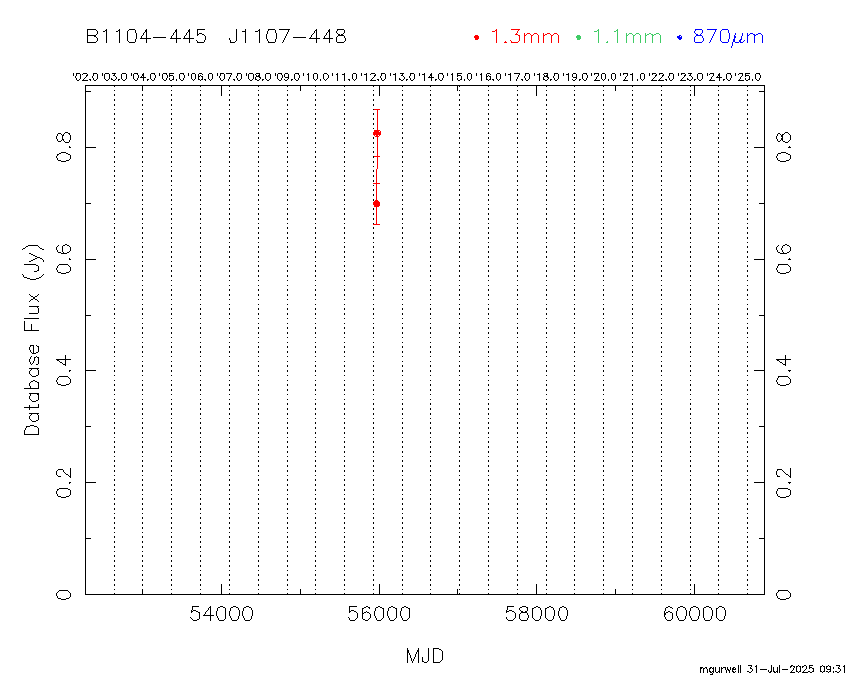 B1104-445 J1107-448 1.3mm 1.1mm 870μm
'02.0 '03.0 '04.0 '05.0 '06.0 '07.0 '08.0 '09.0 '10.0 '11.0 '12.0 '13.0 '14.0 '15.0 '16.0 '17.0 '18.0 '19.0 '20.0 '21.0 '22.0 '23.0 '24.0 '25.0
0.8 0.8
0.6 0.6
0.4 0.4
0.2 0.2
0 0
Database Flux (Jy)
54000 56000 58000 60000
MJD
mgurwell 31-Jul-2025 09:31